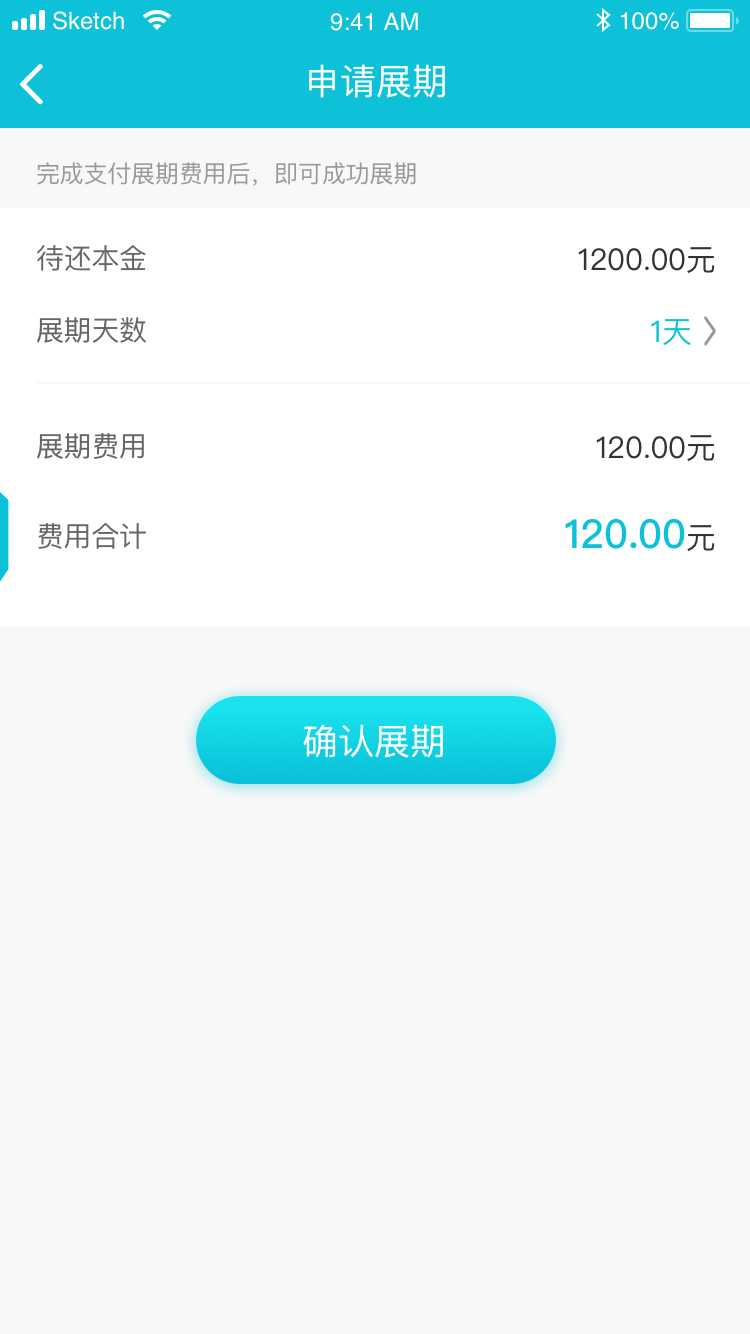 Sketch 9:41 AM 100%
申请展期
完成支付展期费用后，即可成功展期
待还本金 1200.00元
展期天数 1天
展期费用 120.00元
费用合计 120.00元
确认展期